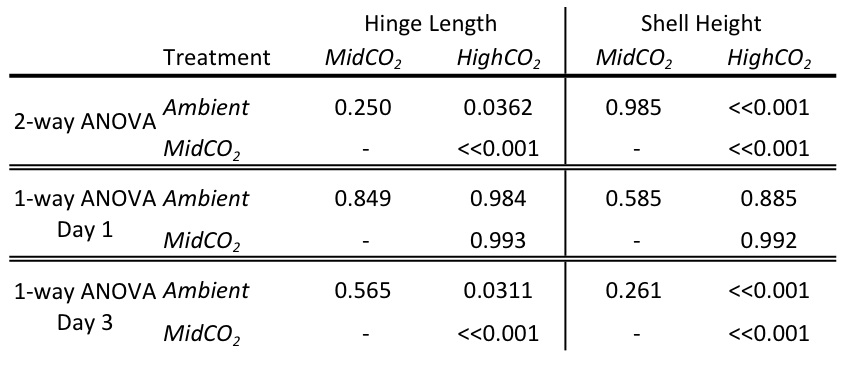 Hinge Length Shell Height
Treatment MidCO₂ HighCO₂ MidCO₂ HighCO₂
2-way ANOVA Ambient 0.250 0.0362 0.985 <<0.001
MidCO₂ - <<0.001 - <<0.001
1-way ANOVA Day 1 Ambient 0.849 0.984 0.585 0.885
MidCO₂ - 0.993 - 0.992
1-way ANOVA Day 3 Ambient 0.565 0.0311 0.261 <<0.001
MidCO₂ - <<0.001 - <<0.001